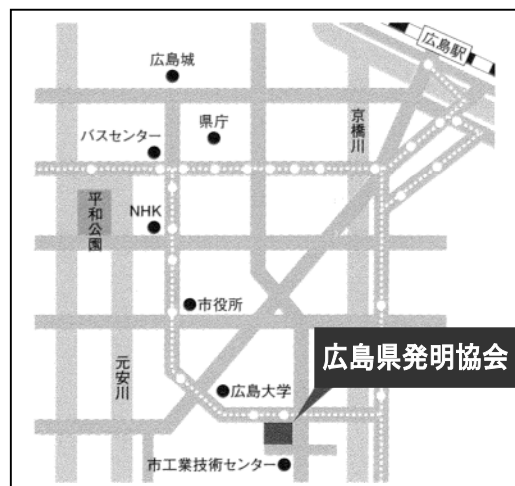 広島駅
広島城
京橋川
県庁
バスセンター
平和公園
NHK
市役所
広島県発明協会
元安川
広島大学
市工業技術センター